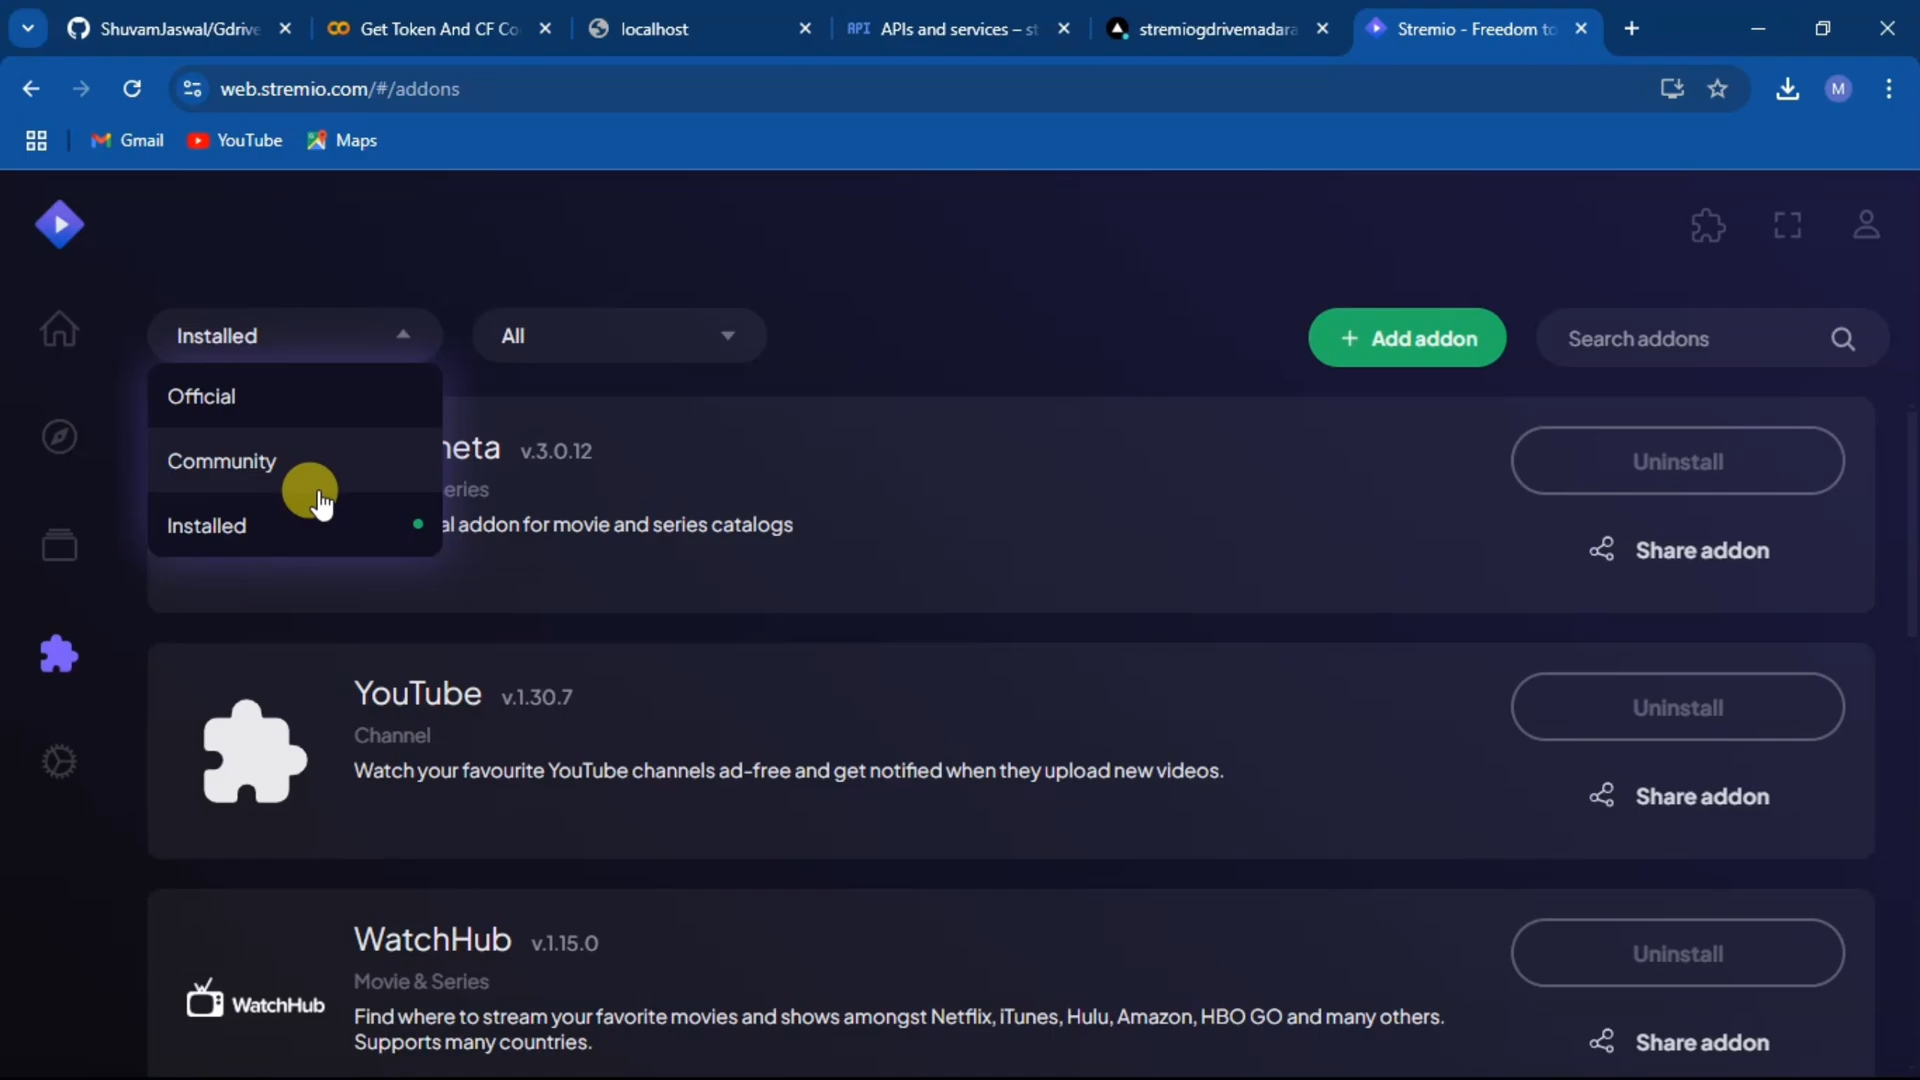 ShuvamJaswal/Gdrive
Get Token And CF Co
localhost
API APIs and services – st
stremiogdrivemadara
Stremio - Freedom to
web.stremio.com/#/addons
M
Gmail
YouTube
Maps
Installed
All
+ Add addon
Search addons
Official
Community
Installed
neta v.3.0.12
eries
al addon for movie and series catalogs
Uninstall
Share addon
YouTube v.1.30.7
Channel
Watch your favourite YouTube channels ad-free and get notified when they upload new videos.
Uninstall
Share addon
WatchHub
WatchHub v.1.15.0
Movie & Series
Find where to stream your favorite movies and shows amongst Netflix, iTunes, Hulu, Amazon, HBO GO and many others.
Supports many countries.
Uninstall
Share addon